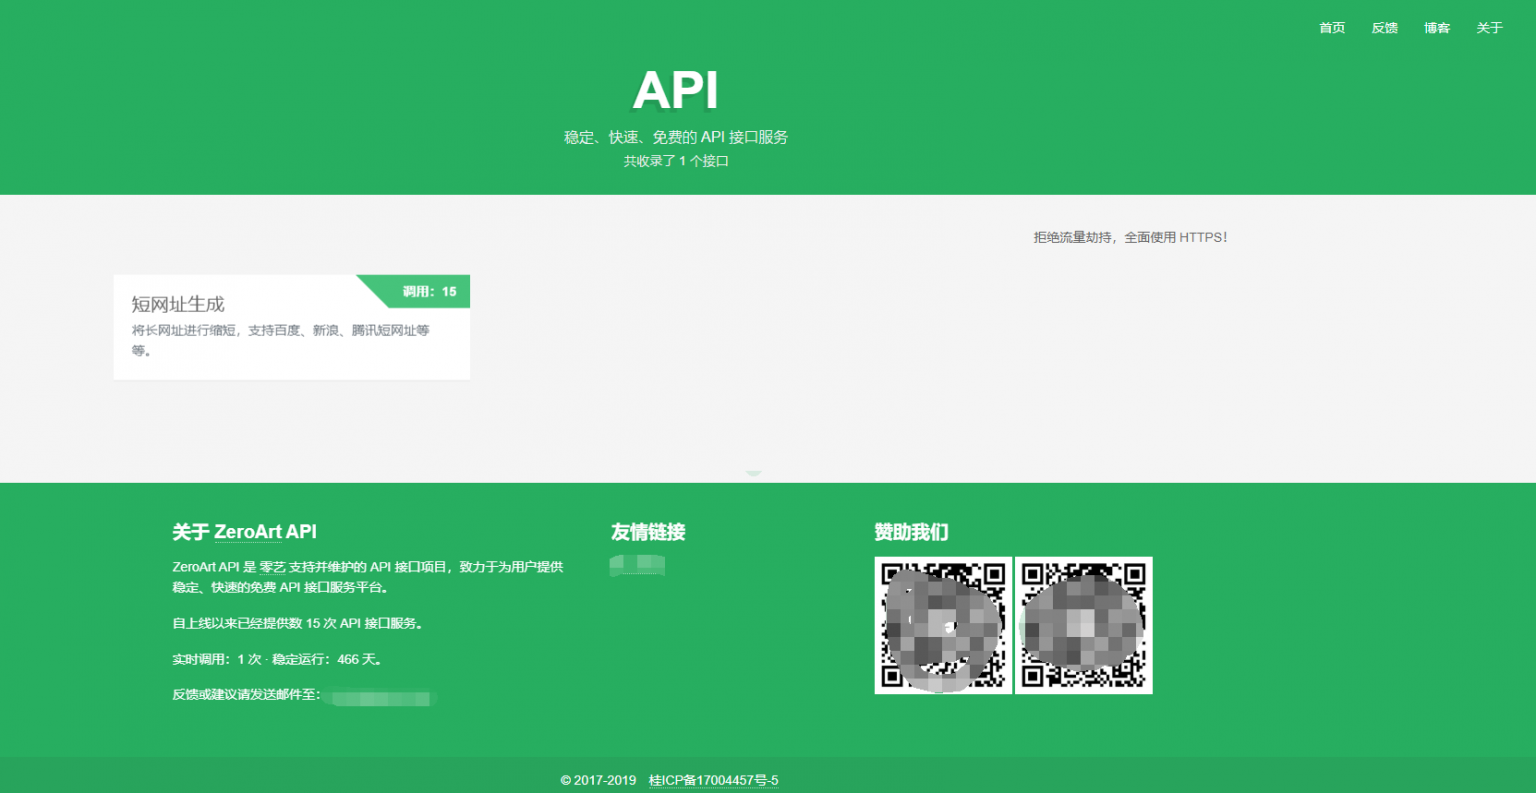 首页 反馈 博客 关于
API
稳定、快速、免费的 API 接口服务
共收录了 1 个接口
拒绝流量劫持，全面使用 HTTPS！
调用：15
短网址生成
将长网址进行缩短，支持百度、新浪、腾讯短网址等
等。
关于 ZeroArt API
ZeroArt API 是 零艺 支持并维护的 API 接口项目，致力于为用户提供
稳定、快速的免费 API 接口服务平台。
自上线以来已经提供数 15 次 API 接口服务。
实时调用：1 次 · 稳定运行：466 天。
反馈或建议请发送邮件至：
友情链接
赞助我们
© 2017-2019 桂ICP备17004457号-5